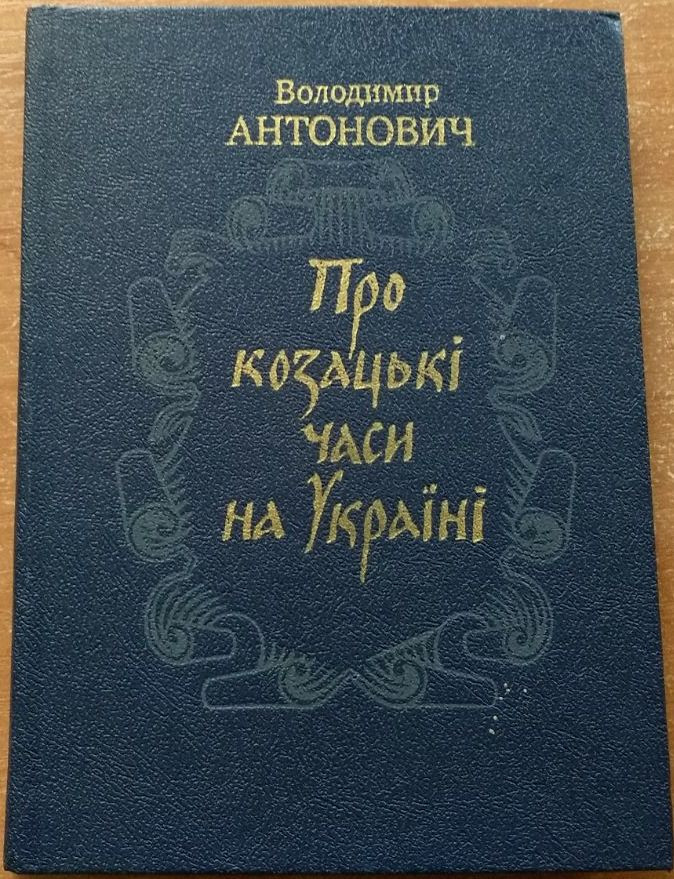 Володимир
АНТОНОВИЧ
Про
козацькі
часи
на Україні